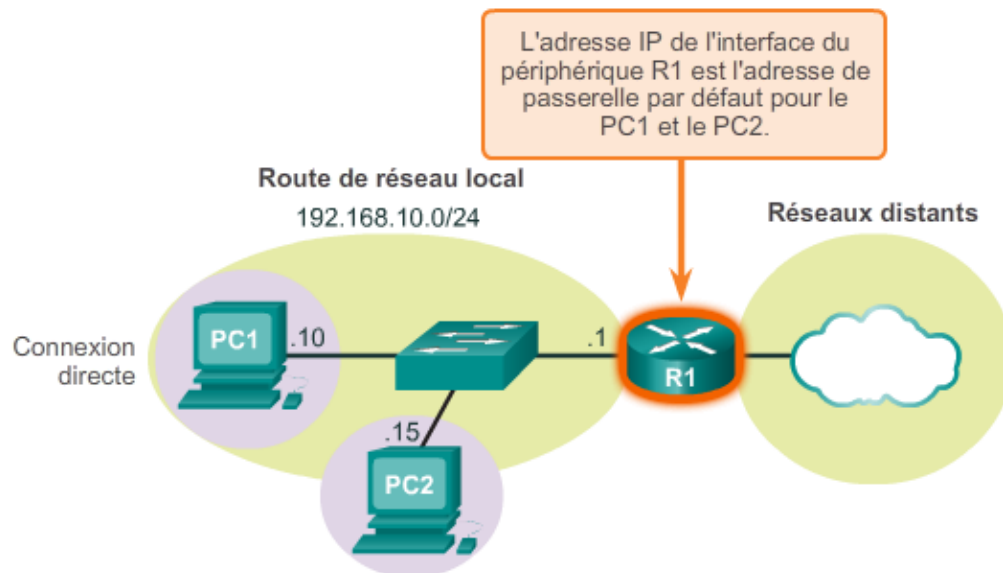 L'adresse IP de l'interface du
périphérique R1 est l'adresse de
passerelle par défaut pour le
PC1 et le PC2.
Route de réseau local
192.168.10.0/24
Réseaux distants
Connexion
directe
PC1
.10
.1
R1
.15
PC2